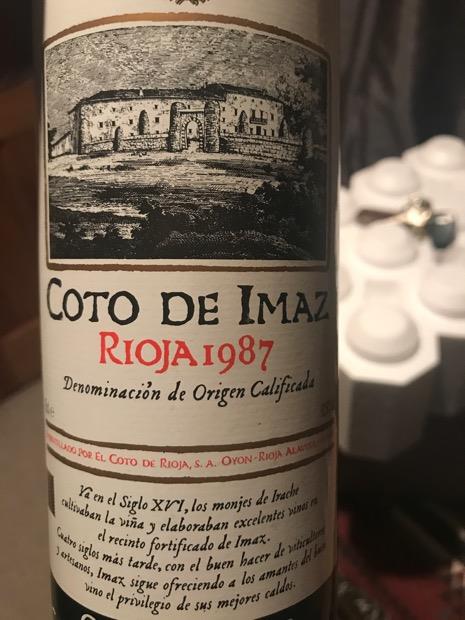 COTO DE IMAZ
RIOJA 1987
Denominación de Origen Calificada
POR EL COTO DE RIOJA, S. A. OYON-RIOJA
Ya en el Siglo XVI, los monjes de Irache
cultivaban la viña y elaboraban excelentes vinos en
el recinto fortificado de Imaz.
Cuatro siglos más tarde, con el buen hacer de viticultores
y artesanos, Imaz sigue ofreciendo a los amantes del buen
vino el privilegio de sus mejores caldos.